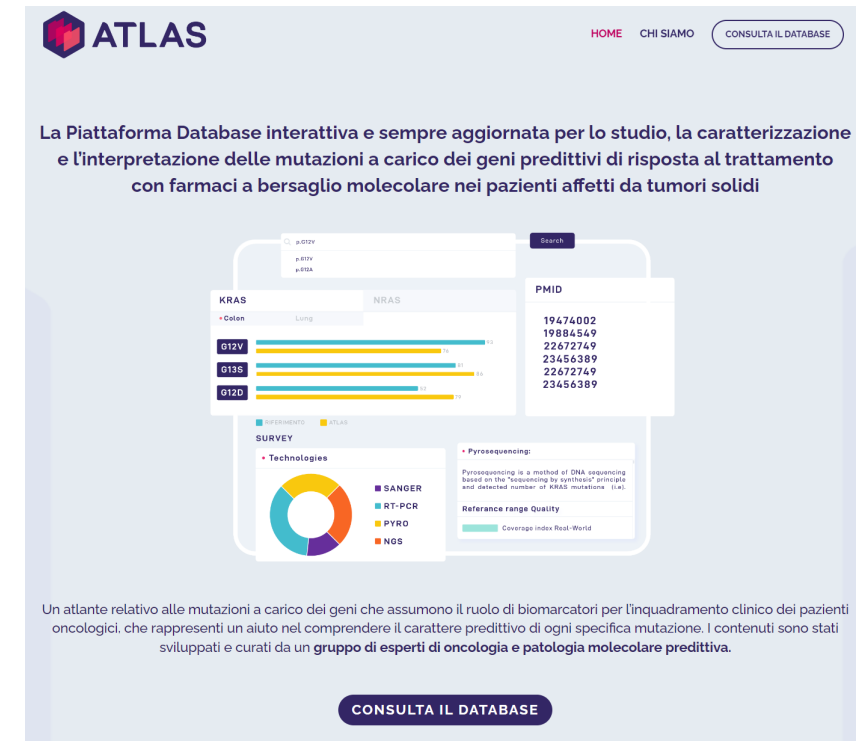 ATLAS
HOME
CHI SIAMO
CONSULTA IL DATABASE
La Piattaforma Database interattiva e sempre aggiornata per lo studio, la caratterizzazione
e l'interpretazione delle mutazioni a carico dei geni predittivi di risposta al trattamento
con farmaci a bersaglio molecolare nei pazienti affetti da tumori solidi
p.G12V
Search
p.G12V
p.G12A
KRAS
NRAS
• Colon
Lung
G12V
G13S
G12D
RIFERIMENTO
ATLAS
PMID
19474002
19884549
22672749
23456389
22672749
23456389
SURVEY
• Technologies
SANGER
RT-PCR
PYRO
NGS
• Pyrosequencing:
Pyrosequencing is a method of DNA sequencing
based on the "sequencing by synthesis" principle
and detected number of KRAS mutations (i.e).
Referance range Quality
Coverage index Real-World
Un atlante relativo alle mutazioni a carico dei geni che assumono il ruolo di biomarcatori per l'inquadramento clinico dei pazienti
oncologici. che rappresenti un aiuto nel comprendere il carattere predittivo di ogni specifica mutazione. I contenuti sono stati
sviluppati e curati da un gruppo di esperti di oncologia e patologia molecolare predittiva.
CONSULTA IL DATABASE